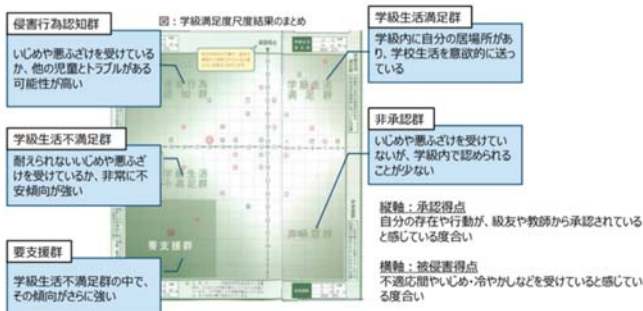 図：学級満足度尺度結果のまとめ
侵害行為認知群
いじめや悪ふざけを受けている
か、他の児童とトラブルがある
可能性が高い
学級生活不満足群
耐えられないいじめや悪ふざ
けを受けているか、非常に不
安傾向が強い
要支援群
学級生活不満足群の中で、
その傾向がさらに強い
要支援群
学級生活満足群
学級内に自分の居場所が
あり、学校生活を意欲的に送っ
ている
非承認群
いじめや悪ふざけを受けてい
ないが、学級内で認められる
ことが少ない
縦軸：承認得点
自分の存在や行動が、級友や教師から承認されている
と感じている度合い
横軸：被侵害得点
不適応間やいじめ・冷やかしなどを受けていると感じてい
る度合い